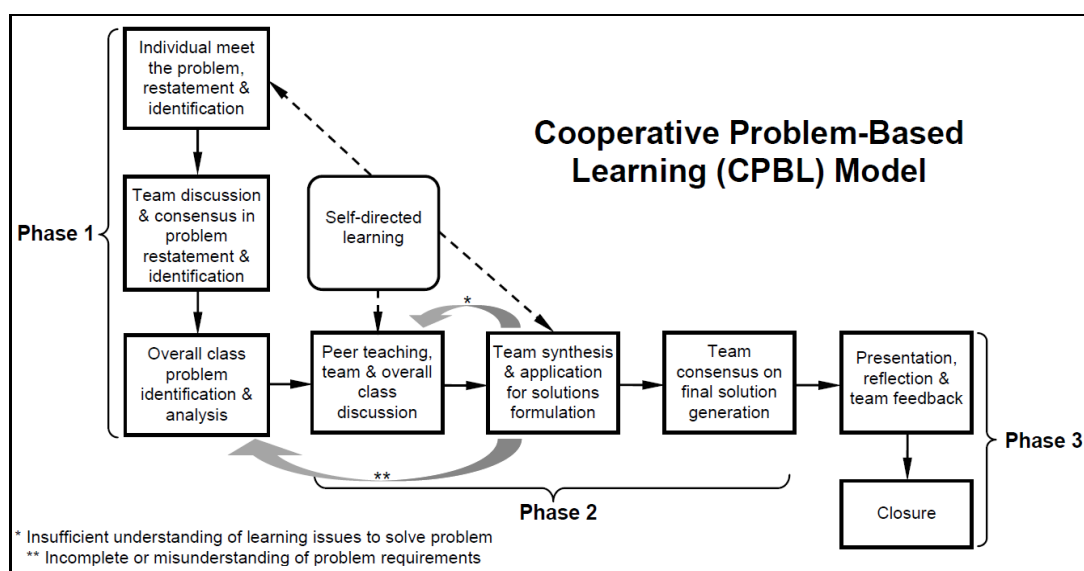 Individual meet
the problem,
restatement &
identification
Cooperative Problem-Based
Learning (CPBL) Model
Team discussion
& consensus in
problem
restatement &
identification
Phase 1
Self-directed
learning
*
Overall class
problem
identification &
analysis
Peer teaching,
team & overall
class
discussion
Team synthesis
& application
for solutions
formulation
Team
consensus on
final solution
generation
Presentation,
reflection &
team feedback
Phase 3
**
Phase 2
Closure
* Insufficient understanding of learning issues to solve problem
** Incomplete or misunderstanding of problem requirements